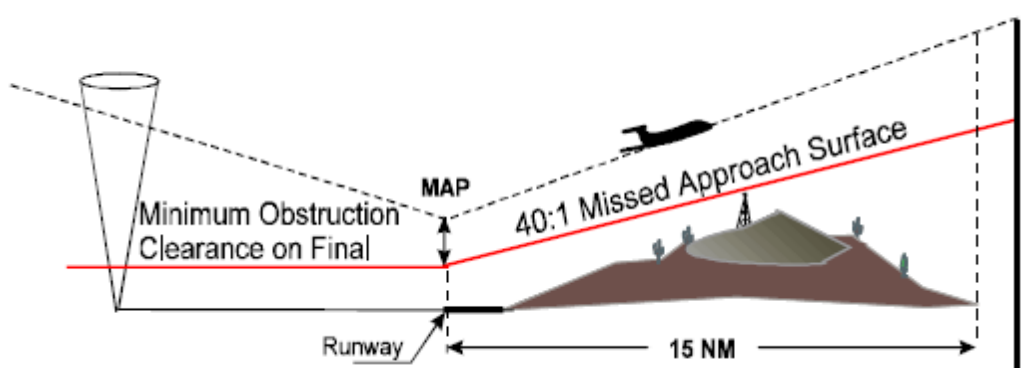 MAP
40:1 Missed Approach Surface
Minimum Obstruction
Clearance on Final
Runway
15 NM